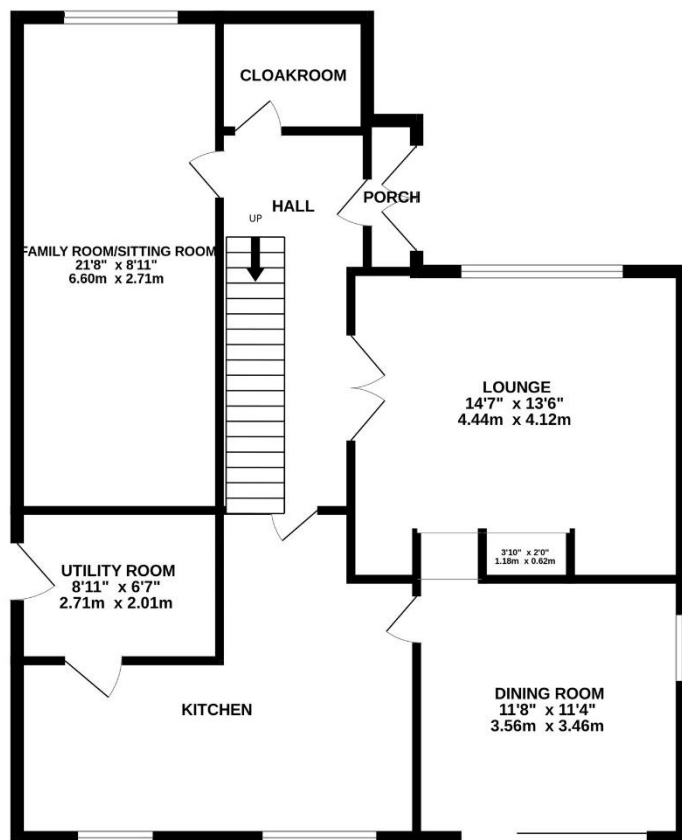 CLOAKROOM
PORCH
HALL
UP
FAMILY ROOM/SITTING ROOM
21'8" x 8'11"
6.60m x 2.71m
LOUNGE
14'7" x 13'6"
4.44m x 4.12m
3'10" x 2'0"
1.18m x 0.62m
UTILITY ROOM
8'11" x 6'7"
2.71m x 2.01m
KITCHEN
DINING ROOM
11'8" x 11'4"
3.56m x 3.46m